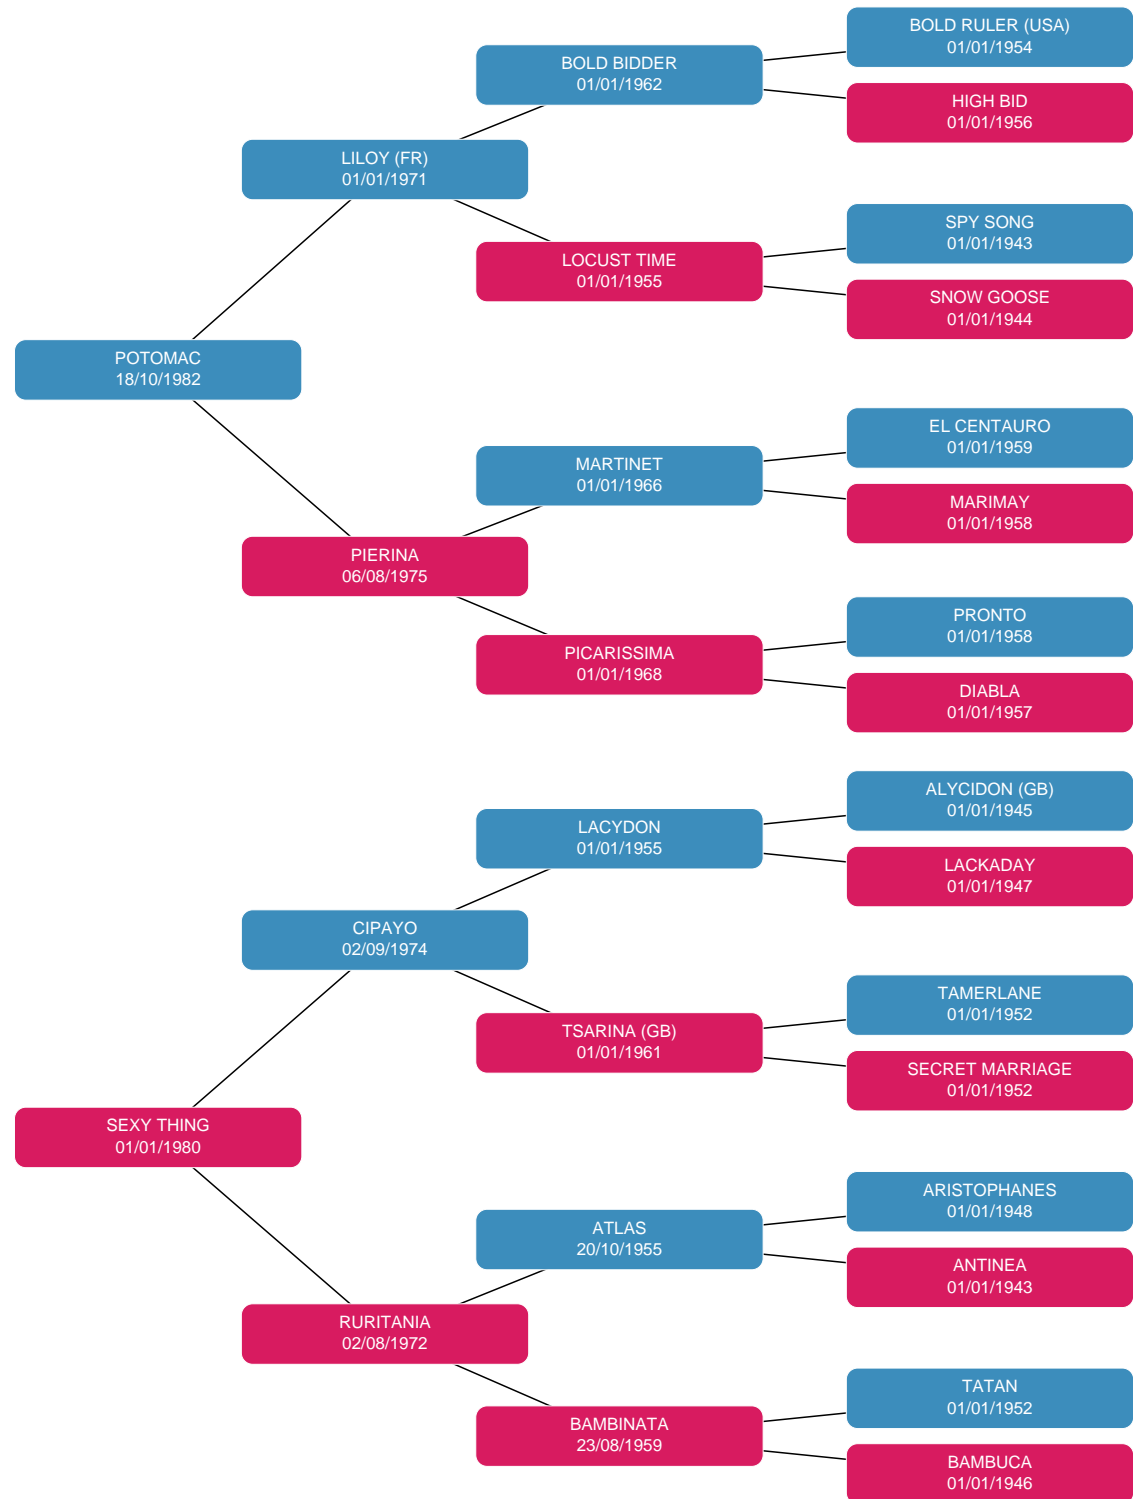 BOLD RULER (USA)
01/01/1954
BOLD BIDDER
01/01/1962
HIGH BID
01/01/1956
LILOY (FR)
01/01/1971
SPY SONG
01/01/1943
LOCUST TIME
01/01/1955
SNOW GOOSE
01/01/1944
POTOMAC
18/10/1982
EL CENTAURO
01/01/1959
MARTINET
01/01/1966
MARIMAY
01/01/1958
PIERINA
06/08/1975
PRONTO
01/01/1958
PICARISSIMA
01/01/1968
DIABLA
01/01/1957
ALYCIDON (GB)
01/01/1945
LACYDON
01/01/1955
LACKADAY
01/01/1947
CIPAYO
02/09/1974
TAMERLANE
01/01/1952
TSARINA (GB)
01/01/1961
SECRET MARRIAGE
01/01/1952
SEXY THING
01/01/1980
ARISTOPHANES
01/01/1948
ATLAS
20/10/1955
ANTINEA
01/01/1943
RURITANIA
02/08/1972
TATAN
01/01/1952
BAMBINATA
23/08/1959
BAMBUCA
01/01/1946